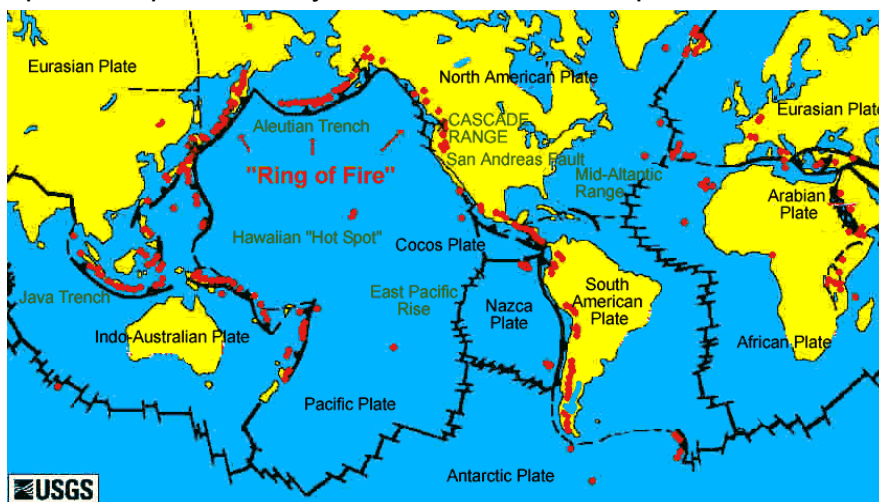 Eurasian Plate
North American Plate
Aleutian Trench
CASCADE
RANGE
Eurasian Plate
San Andreas Fault
"Ring of Fire"
Mid-Altantic
Range
Arabian
Plate
Hawaiian "Hot Spot"
Cocos Plate
Java Trench
East Pacific
Rise
South
American
Plate
Nazca
Plate
Indo-Australian Plate
African Plate
Pacific Plate
Antarctic Plate
USGS